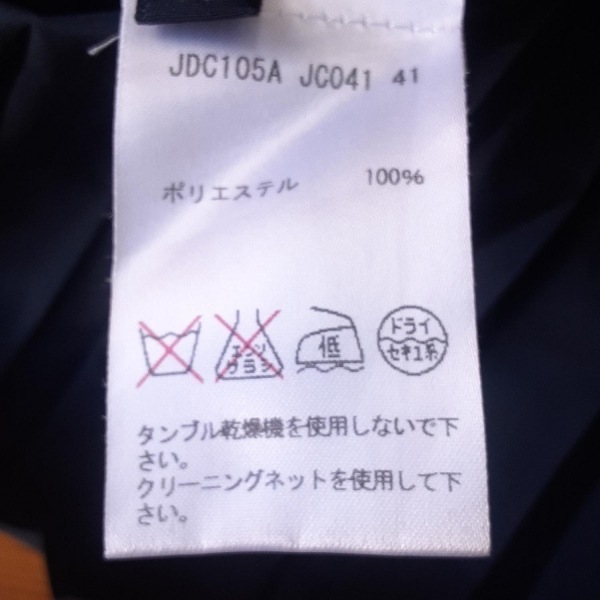 JDC105A JC041 41
ポリエステル 100%
エンソ
サラシ
低
ドライ
セキユ系
タンブル乾燥機を使用しないで下
さい。
クリーニングネットを使用して下
さい。